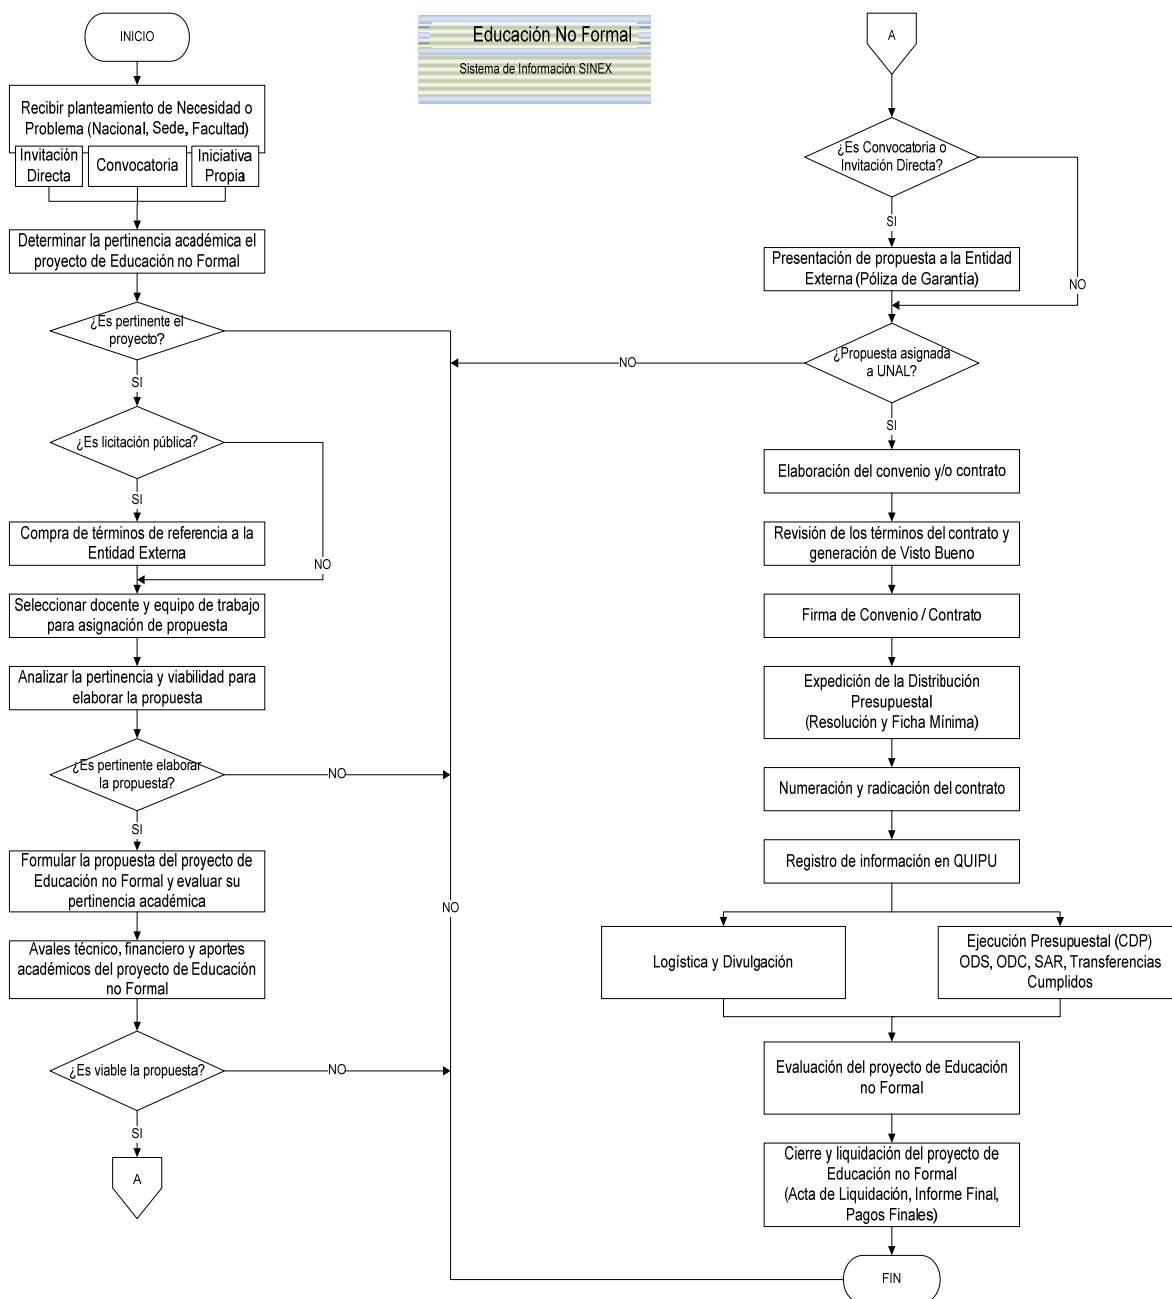 Educación No Formal
Sistema de Información SINEX
INICIO
Recibir planteamiento de Necesidad o
Problema (Nacional, Sede, Facultad)
Invitación
Directa
Convocatoria
Iniciativa
Propia
Determinar la pertinencia académica el
proyecto de Educación no Formal
¿Es pertinente el
proyecto?
SI
¿Es licitación pública?
SI
Compra de términos de referencia a la
Entidad Externa
NO
Seleccionar docente y equipo de trabajo
para asignación de propuesta
Analizar la pertinencia y viabilidad para
elaborar la propuesta
¿Es pertinente elaborar
la propuesta?
NO
SI
Formular la propuesta del proyecto de
Educación no Formal y evaluar su
pertinencia académica
NO
Avales técnico, financiero y aportes
académicos del proyecto de Educación
no Formal
¿Es viable la propuesta?
NO
SI
A
A
¿Es Convocatoria o
Invitación Directa?
SI
Presentación de propuesta a la Entidad
Externa (Póliza de Garantía)
NO
¿Propuesta asignada
a UNAL?
NO
SI
Elaboración del convenio y/o contrato
Revisión de los términos del contrato y
generación de Visto Bueno
Firma de Convenio / Contrato
Expedición de la Distribución
Presupuestal
(Resolución y Ficha Mínima)
Numeración y radicación del contrato
Registro de información en QUIPU
Logística y Divulgación
Ejecución Presupuestal (CDP)
ODS, ODC, SAR, Transferencias
Cumplidos
Evaluación del proyecto de Educación
no Formal
Cierre y liquidación del proyecto de
Educación no Formal
(Acta de Liquidación, Informe Final,
Pagos Finales)
FIN